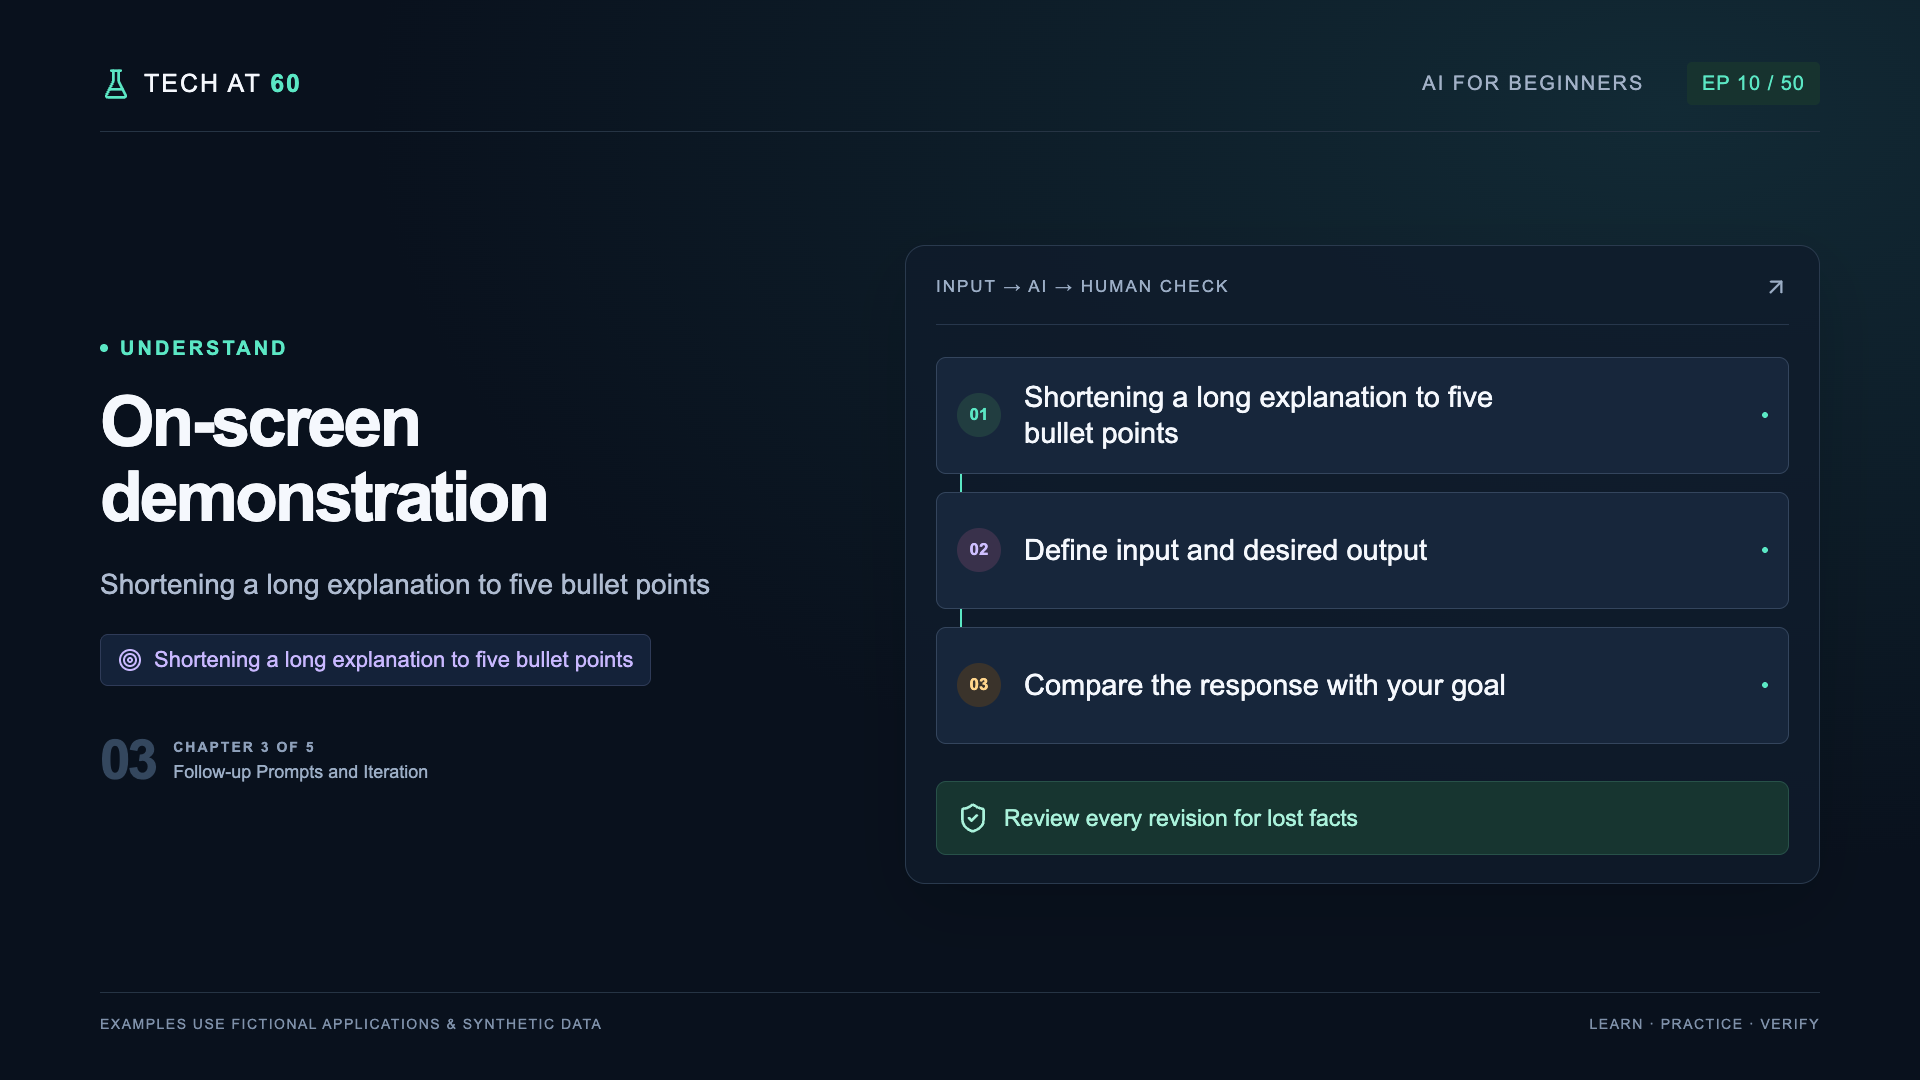 TECH AT 60
AI FOR BEGINNERS
EP 10 / 50
UNDERSTAND
On-screen
demonstration
Shortening a long explanation to five bullet points
Shortening a long explanation to five bullet points
03
CHAPTER 3 OF 5
Follow-up Prompts and Iteration
INPUT → AI → HUMAN CHECK
01
Shortening a long explanation to five
bullet points
02
Define input and desired output
03
Compare the response with your goal
Review every revision for lost facts
EXAMPLES USE FICTIONAL APPLICATIONS & SYNTHETIC DATA
LEARN · PRACTICE · VERIFY